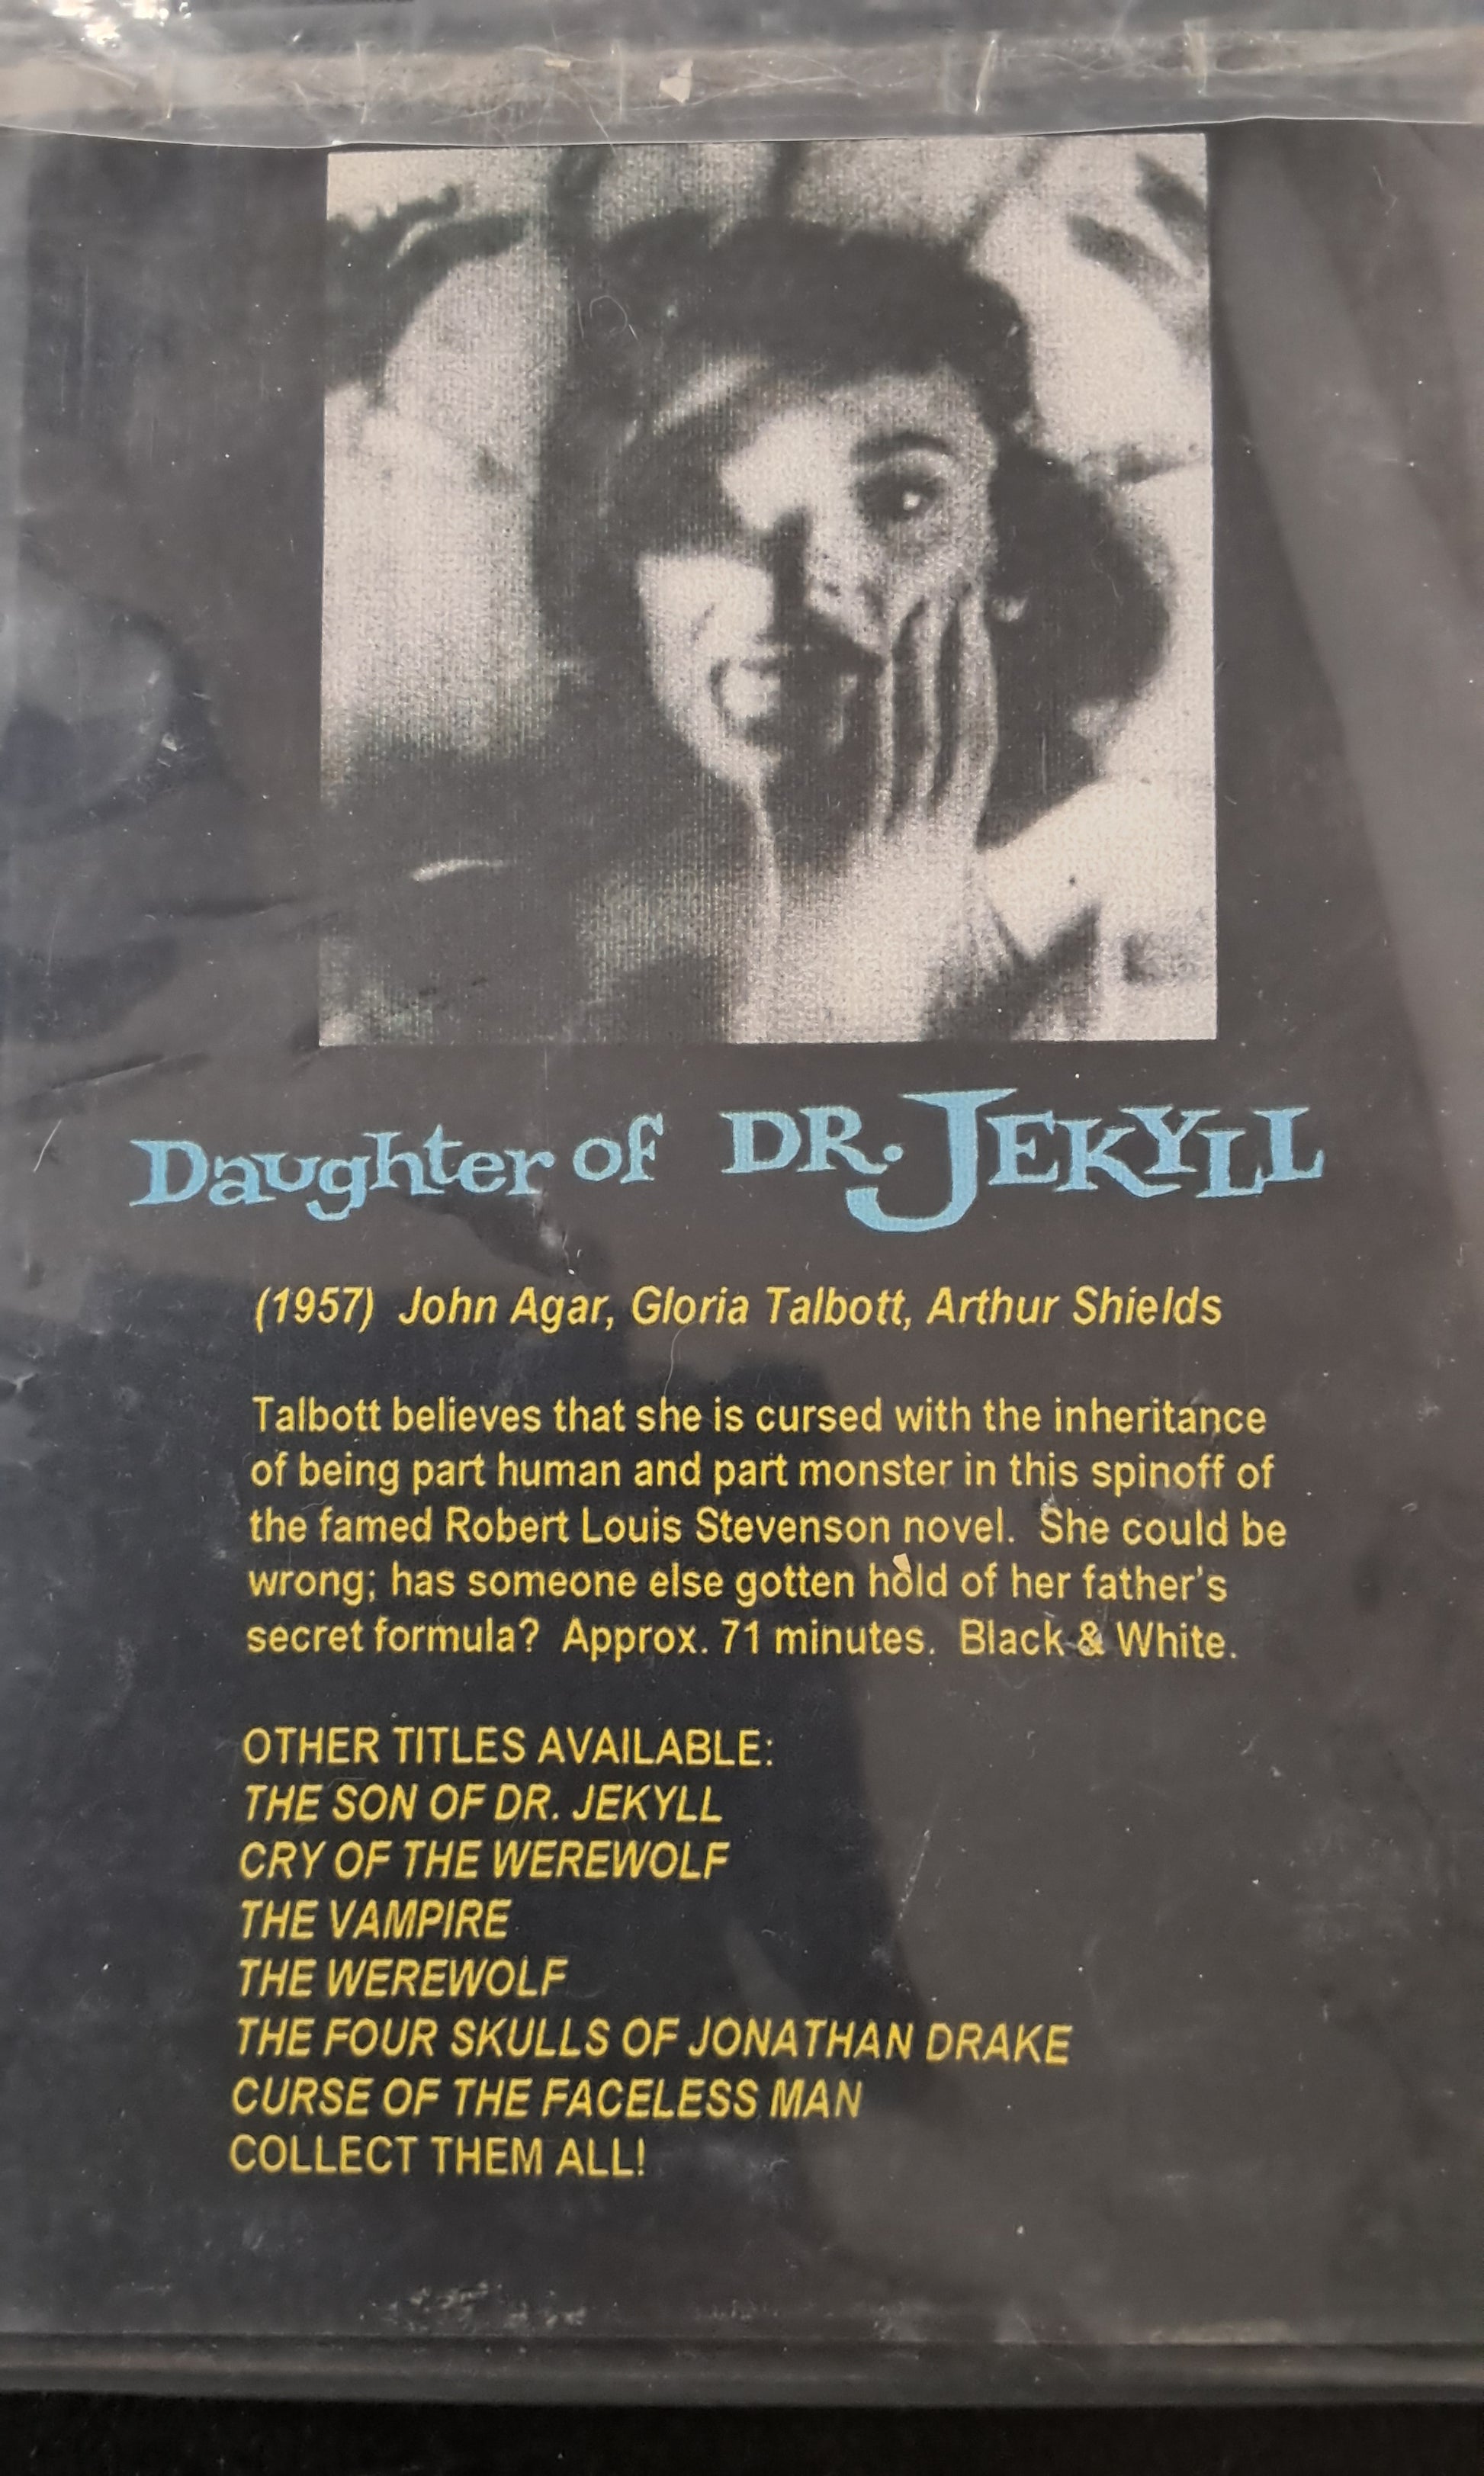 Daughter of DR. JEKYLL
(1957) John Agar, Gloria Talbott, Arthur Shields
Talbott believes that she is cursed with the inheritance
of being part human and part monster in this spinoff of
the famed Robert Louis Stevenson novel. She could be
wrong; has someone else gotten hold of her father's
secret formula? Approx. 71 minutes. Black & White.
OTHER TITLES AVAILABLE:
THE SON OF DR. JEKYLL
CRY OF THE WEREWOLF
THE VAMPIRE
THE WEREWOLF
THE FOUR SKULLS OF JONATHAN DRAKE
CURSE OF THE FACELESS MAN
COLLECT THEM ALL!